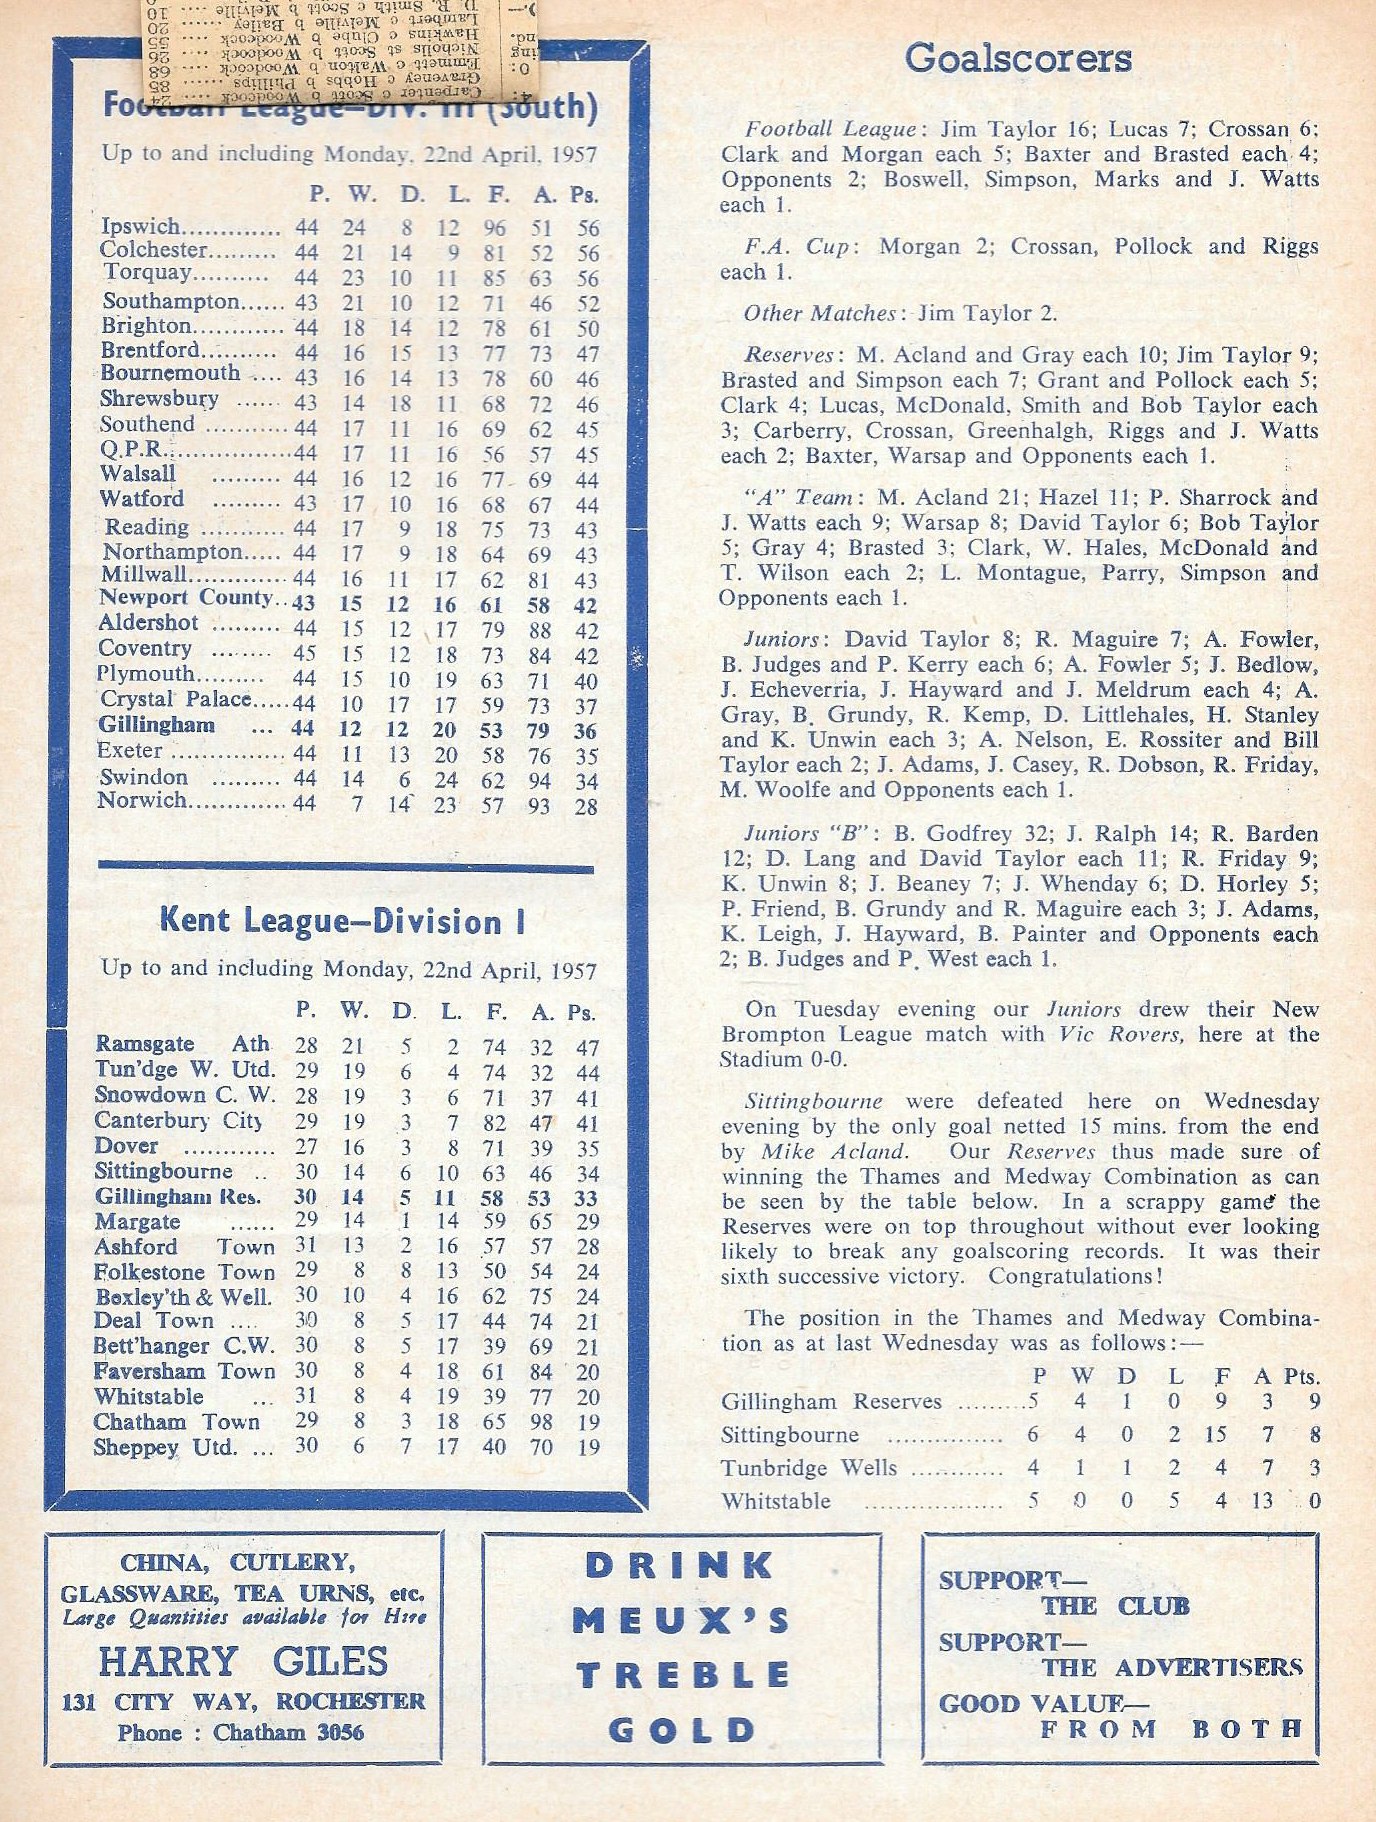 Carpenter c Scott b Woodcock .... 24
Graveney c Hobbs b Phillips ...... 85
Emmett c Walton b Woodcock .... 68
Nicholls st Scott b Woodcock .... 26
Hawkins c Clube b Woodcock .... 55
Lambert c Melville b Bailey .... 20
D. R. Smith c Scott b Melville .... 10
Football League—Div. III (South)
Up to and including Monday, 22nd April, 1957
P. W. D. L. F. A. Ps.
Ipswich............. 44 24 8 12 96 51 56
Colchester......... 44 21 14 9 81 52 56
Torquay.......... 44 23 10 11 85 63 56
Southampton...... 43 21 10 12 71 46 52
Brighton............ 44 18 14 12 78 61 50
Brentford.......... 44 16 15 13 77 73 47
Bournemouth .... 43 16 14 13 78 60 46
Shrewsbury ...... 43 14 18 11 68 72 46
Southend ........... 44 17 11 16 69 62 45
Q.P.R................. 44 17 11 16 56 57 45
Walsall ......... 44 16 12 16 77 69 44
Watford ......... 43 17 10 16 68 67 44
Reading ........... 44 17 9 18 75 73 43
Northampton..... 44 17 9 18 64 69 43
Millwall............. 44 16 11 17 62 81 43
Newport County.. 43 15 12 16 61 58 42
Aldershot ......... 44 15 12 17 79 88 42
Coventry ........ 45 15 12 18 73 84 42
Plymouth......... 44 15 10 19 63 71 40
Crystal Palace..... 44 10 17 17 59 73 37
Gillingham ... 44 12 12 20 53 79 36
Exeter ............... 44 11 13 20 58 76 35
Swindon ......... 44 14 6 24 62 94 34
Norwich............. 44 7 14 23 57 93 28
Kent League—Division I
Up to and including Monday, 22nd April, 1957
P. W. D. L. F. A. Ps.
Ramsgate Ath 28 21 5 2 74 32 47
Tun'dge W. Utd. 29 19 6 4 74 32 44
Snowdown C. W. 28 19 3 6 71 37 41
Canterbury City 29 19 3 7 82 47 41
Dover ............ 27 16 3 8 71 39 35
Sittingbourne .. 30 14 6 10 63 46 34
Gillingham Res. 30 14 5 11 58 53 33
Margate ...... 29 14 1 14 59 65 29
Ashford Town 31 13 2 16 57 57 28
Folkestone Town 29 8 8 13 50 54 24
Bexley'th & Well. 30 10 4 16 62 75 24
Deal Town .... 30 8 5 17 44 74 21
Bett'hanger C.W. 30 8 5 17 39 69 21
Faversham Town 30 8 4 18 61 84 20
Whitstable ... 31 8 4 19 39 77 20
Chatham Town 29 8 3 18 65 98 19
Sheppey Utd. ... 30 6 7 17 40 70 19
Goalscorers
Football League: Jim Taylor 16; Lucas 7; Crossan 6;
Clark and Morgan each 5; Baxter and Brasted each 4;
Opponents 2; Boswell, Simpson, Marks and J. Watts
each 1.
F.A. Cup: Morgan 2; Crossan, Pollock and Riggs
each 1.
Other Matches: Jim Taylor 2.
Reserves: M. Acland and Gray each 10; Jim Taylor 9;
Brasted and Simpson each 7; Grant and Pollock each 5;
Clark 4; Lucas, McDonald, Smith and Bob Taylor each
3; Carberry, Crossan, Greenhalgh, Riggs and J. Watts
each 2; Baxter, Warsap and Opponents each 1.
"A" Team: M. Acland 21; Hazel 11; P. Sharrock and
J. Watts each 9; Warsap 8; David Taylor 6; Bob Taylor
5; Gray 4; Brasted 3; Clark, W. Hales, McDonald and
T. Wilson each 2; L. Montague, Parry, Simpson and
Opponents each 1.
Juniors: David Taylor 8; R. Maguire 7; A. Fowler,
B. Judges and P. Kerry each 6; A. Fowler 5; J. Bedlow,
J. Echeverria, J. Hayward and J. Meldrum each 4; A.
Gray, B. Grundy, R. Kemp, D. Littlehales, H. Stanley
and K. Unwin each 3; A. Nelson, E. Rossiter and Bill
Taylor each 2; J. Adams, J. Casey, R. Dobson, R. Friday,
M. Woolfe and Opponents each 1.
Juniors "B": B. Godfrey 32; J. Ralph 14; R. Barden
12; D. Lang and David Taylor each 11; R. Friday 9;
K. Unwin 8; J. Beaney 7; J. Whenday 6; D. Horley 5;
P. Friend, B. Grundy and R. Maguire each 3; J. Adams,
K. Leigh, J. Hayward, B. Painter and Opponents each
2; B. Judges and P. West each 1.
On Tuesday evening our Juniors drew their New
Brompton League match with Vic Rovers, here at the
Stadium 0-0.
Sittingbourne were defeated here on Wednesday
evening by the only goal netted 15 mins. from the end
by Mike Acland. Our Reserves thus made sure of
winning the Thames and Medway Combination as can
be seen by the table below. In a scrappy game the
Reserves were on top throughout without ever looking
likely to break any goalscoring records. It was their
sixth successive victory. Congratulations!
The position in the Thames and Medway Combina-
tion as at last Wednesday was as follows:—
P W D L F A Pts.
Gillingham Reserves ......... 5 4 1 0 9 3 9
Sittingbourne ............... 6 4 0 2 15 7 8
Tunbridge Wells ............ 4 1 1 2 4 7 3
Whitstable .................. 5 0 0 5 4 13 0
CHINA, CUTLERY,
GLASSWARE, TEA URNS, etc.
Large Quantities available for Hire
HARRY GILES
131 CITY WAY, ROCHESTER
Phone : Chatham 3056
DRINK
MEUX'S
TREBLE
GOLD
SUPPORT—
THE CLUB
SUPPORT—
THE ADVERTISERS
GOOD VALUE—
FROM BOTH